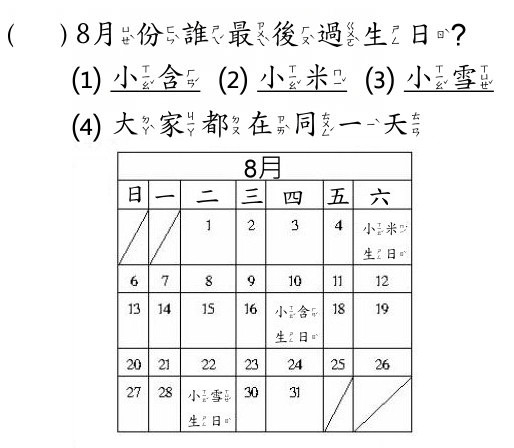 ( ) 8月份誰最後過生日?
(1) 小含 (2) 小米 (3) 小雪
(4) 大家都在同一天
8月
日 一 二 三 四 五 六
1 2 3 4 小米生日
6 7 8 9 10 11 12
13 14 15 16 小含生日 18 19
20 21 22 23 24 25 26
27 28 小雪生日 30 31